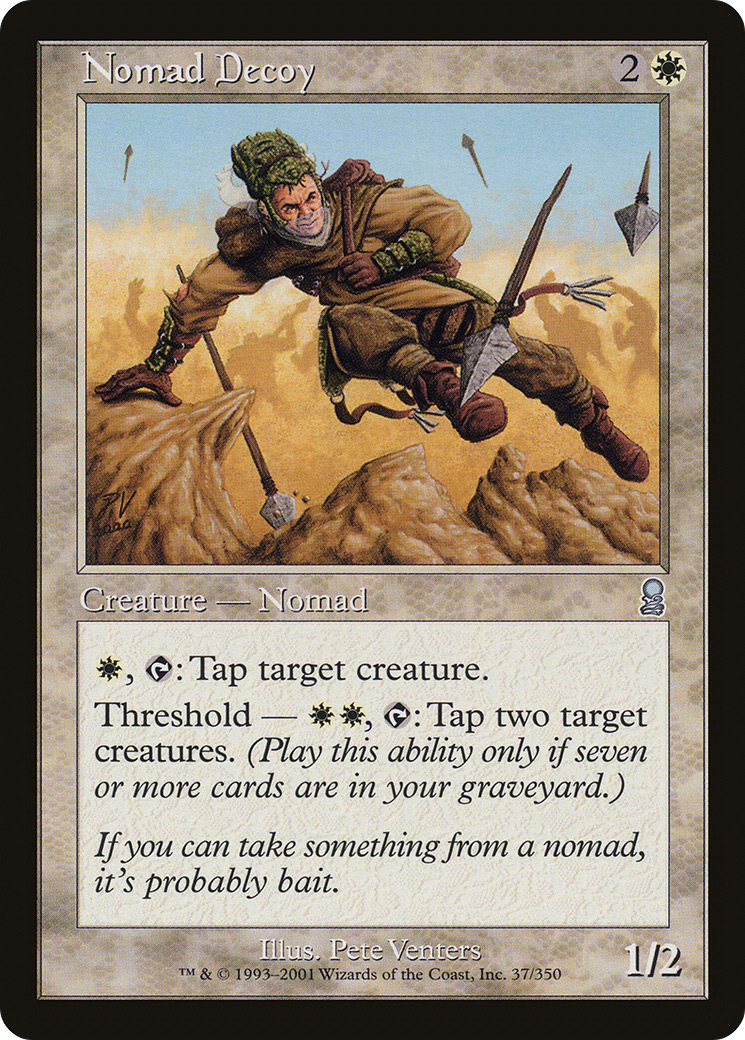 Nomad Decoy 2
Creature — Nomad
, : Tap target creature.
Threshold — , : Tap two target
creatures. (Play this ability only if seven
or more cards are in your graveyard.)
If you can take something from a nomad,
it's probably bait.
Illus. Pete Venters
™ & © 1993–2001 Wizards of the Coast, Inc. 37/350
1/2